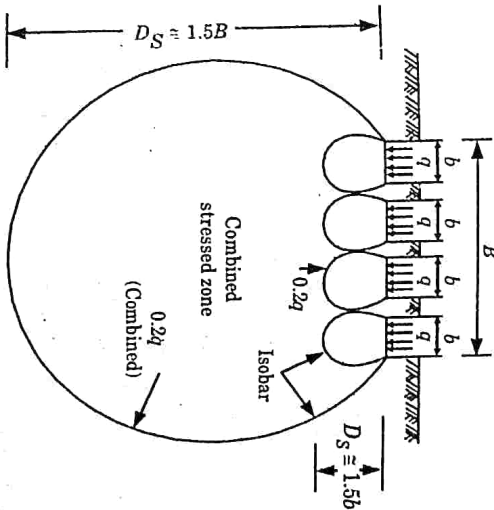 B
b
b
b
b
q
q
q
q
D_S ≅ 1.5B
D_S ≅ 1.5b
0.2q
Combined
stressed zone
Isobar
0.2q
(Combined)